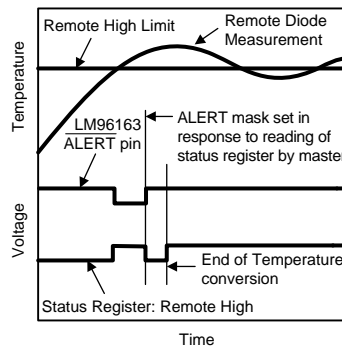 Remote High Limit
Remote Diode
Measurement
Temperature
LM96163
ALERT pin
ALERT mask set in
response to reading of
status register by master
Voltage
End of Temperature
conversion
Status Register: Remote High
Time